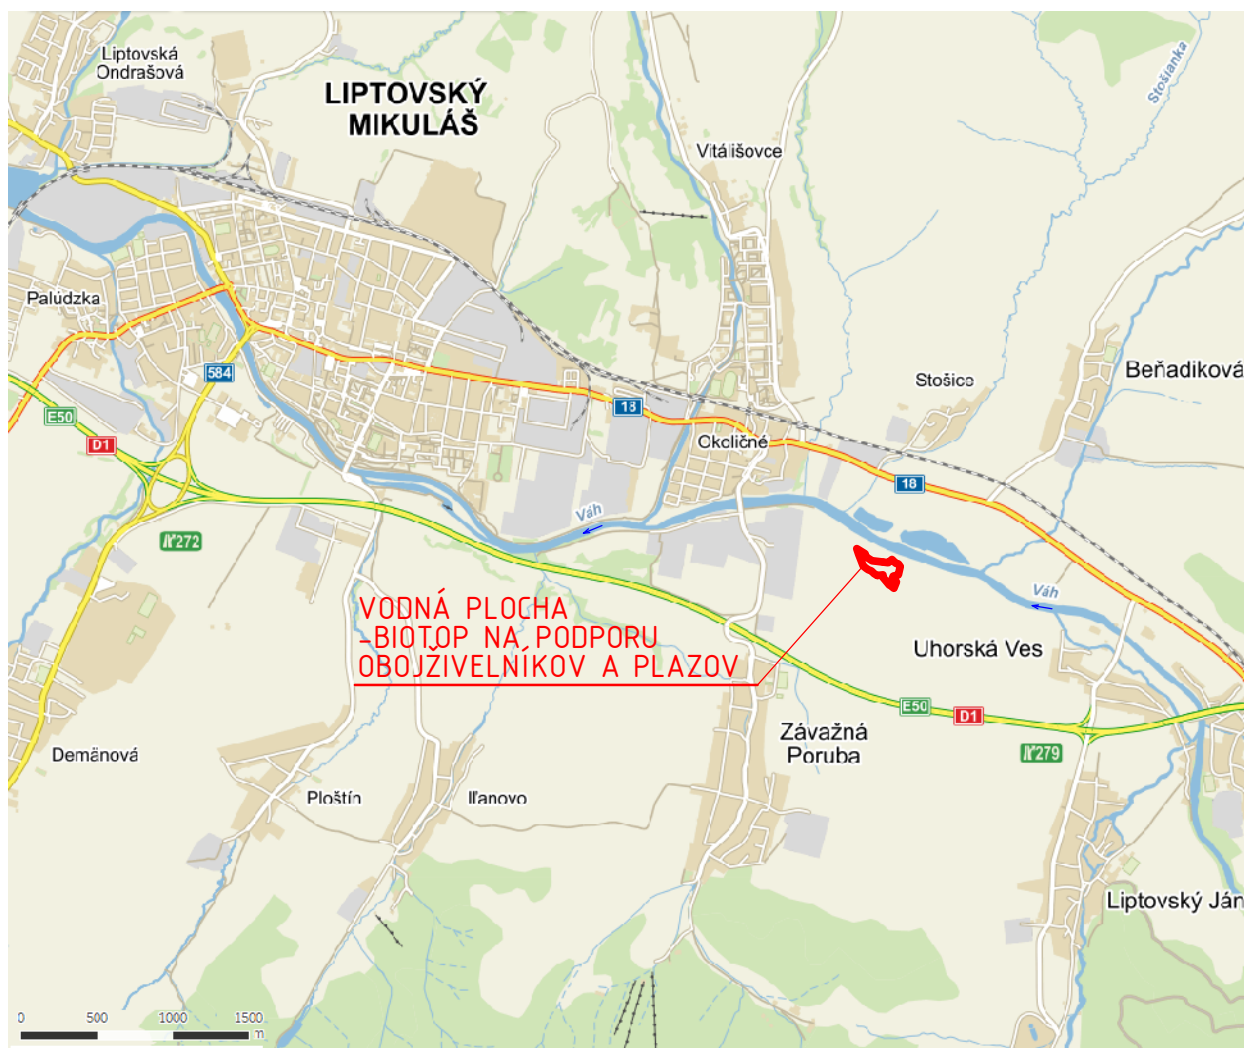 Liptovská
Ondrašová
LIPTOVSKÝ
MIKULÁŠ
Stošianka
Vitálišovce
Palúdzka
584
Beňadiková
Stošice
18
E50
D1
Okoličné
18
Váh
272
Váh
VODNÁ PLOCHA
-BIOTOP NA PODPORU
OBOJŽIVELNÍKOV A PLAZOV
Uhorská Ves
E50
D1
Závažná
Poruba
279
Demänová
Ploštín
Iľanovo
Liptovský Ján
0 500 1000 1500
m